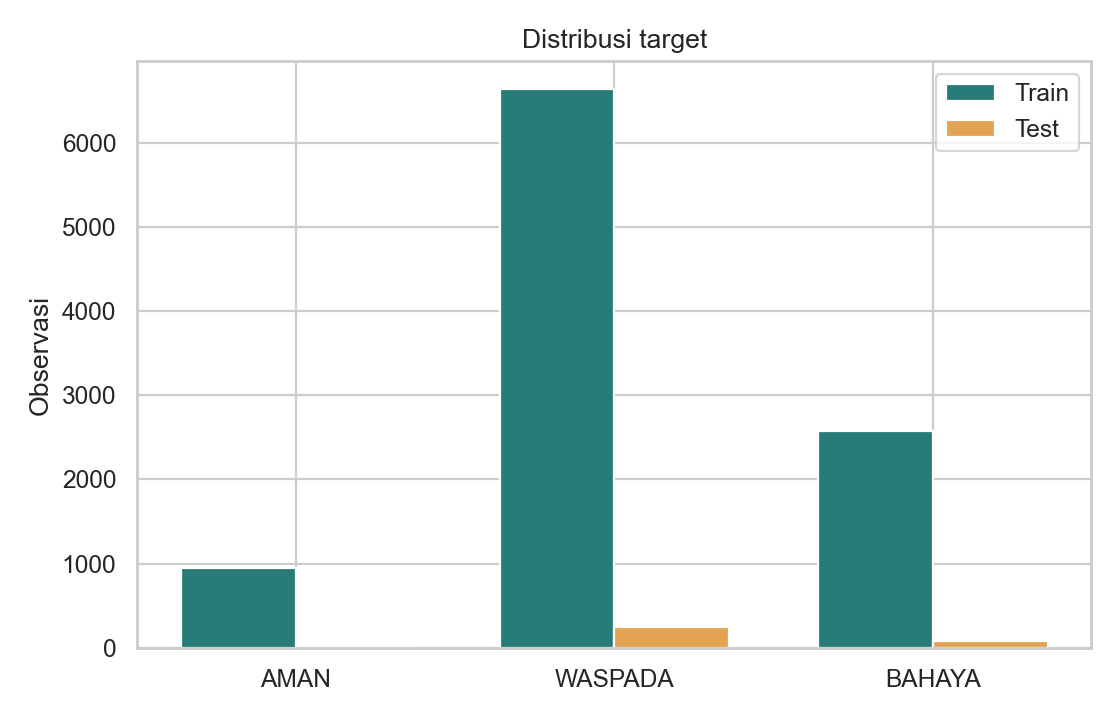 Distribusi target
Train
Test
Observasi
6000
5000
4000
3000
2000
1000
0
AMAN
WASPADA
BAHAYA